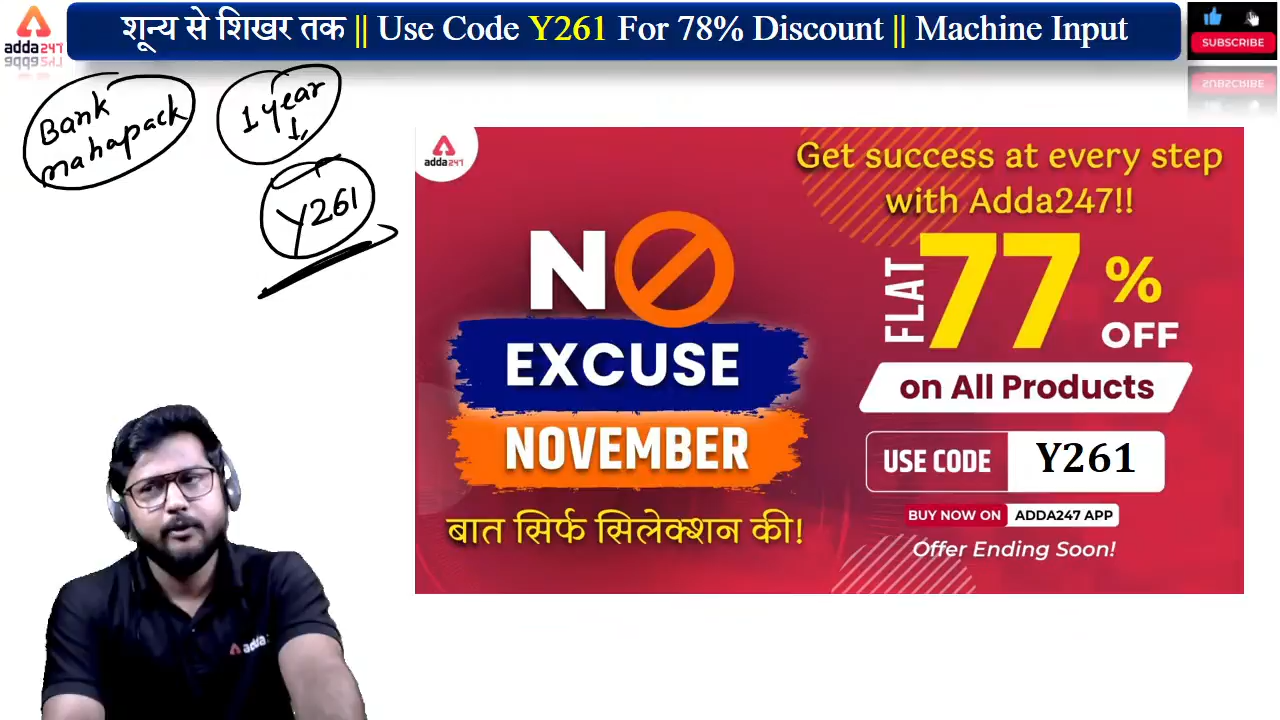 adda247
शून्य से शिखर तक || Use Code Y261 For 78% Discount || Machine Input
SUBSCRIBE
Bank
mahapack
1 year
Y261
adda247
Get success at every step
with Adda247!!
NO
EXCUSE
NOVEMBER
बात सिर्फ सिलेक्शन की!
FLAT 77% OFF
on All Products
USE CODE Y261
BUY NOW ON ADDA247 APP
Offer Ending Soon!
adda